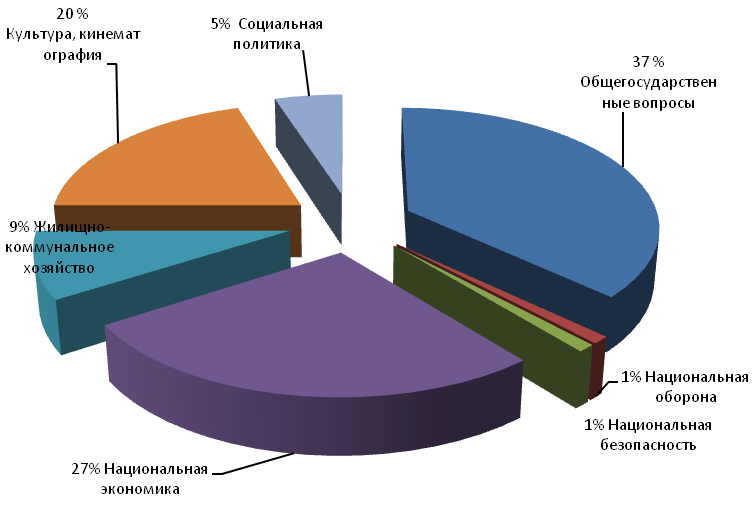 20 %
Культура, кинемат
ография
5%  Социальная
политика
37 %
Общегосударствен
ные вопросы
9% Жилищно-
коммунальное
хозяйство
1% Национальная
оборона
1% Национальная
безопасность
27% Национальная
экономика